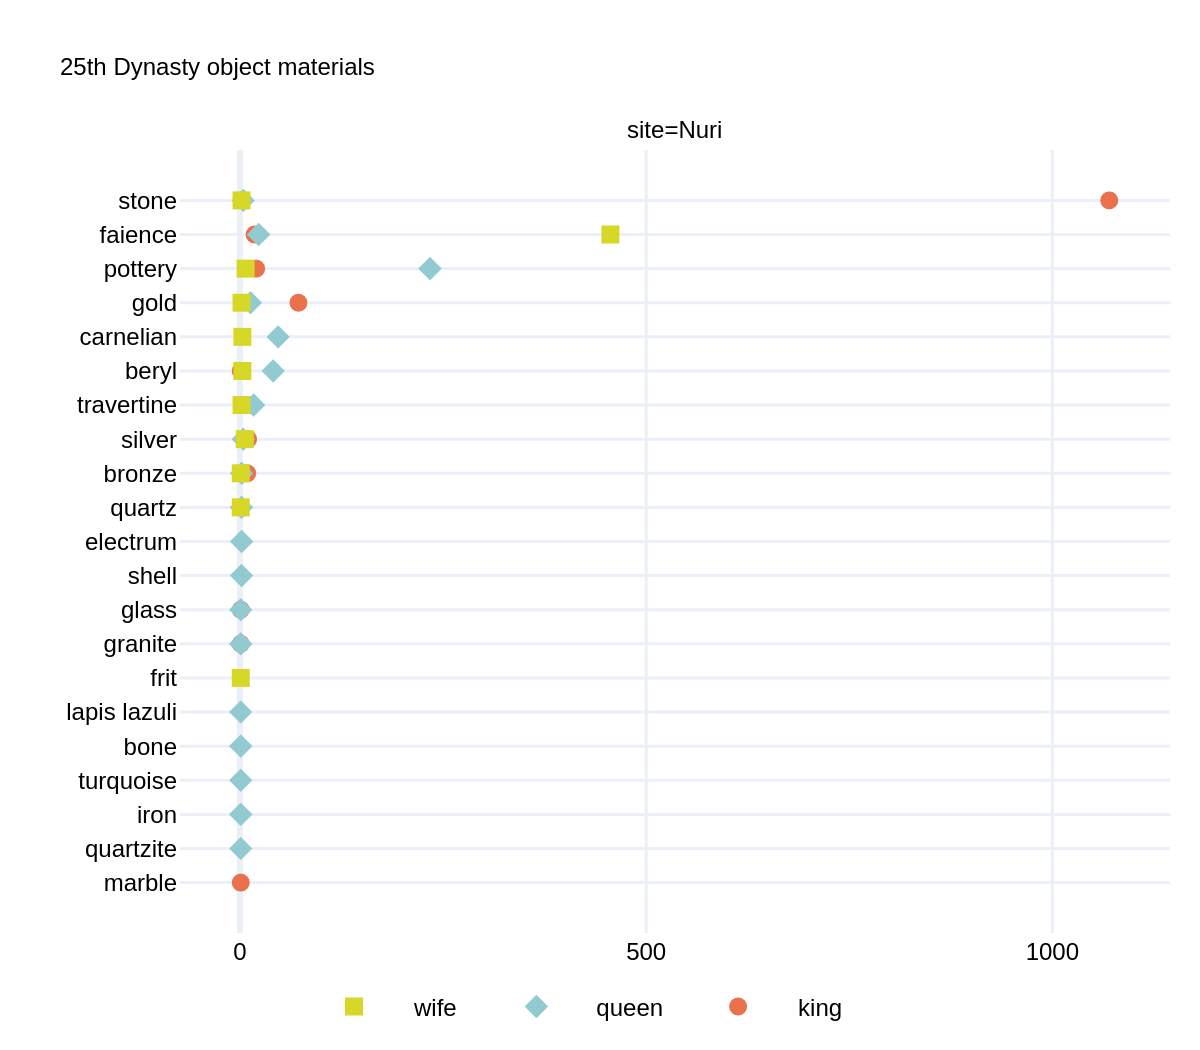 25th Dynasty object materials
site=Nuri
stone
faience
pottery
gold
carnelian
beryl
travertine
silver
bronze
quartz
electrum
shell
glass
granite
frit
lapis lazuli
bone
turquoise
iron
quartzite
marble
0 500 1000
wife queen king